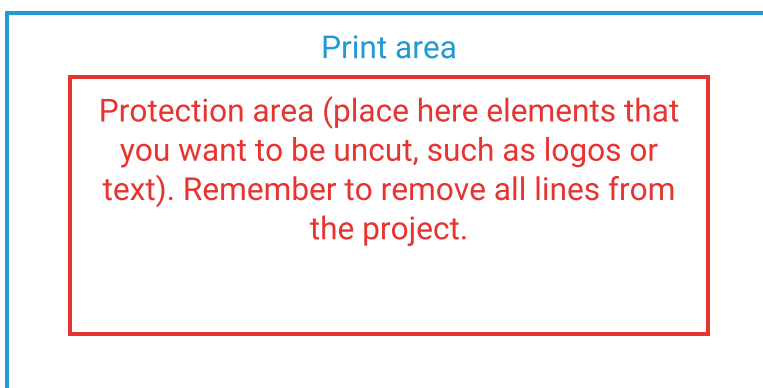 Print area
Protection area (place here elements that
you want to be uncut, such as logos or
text). Remember to remove all lines from
the project.